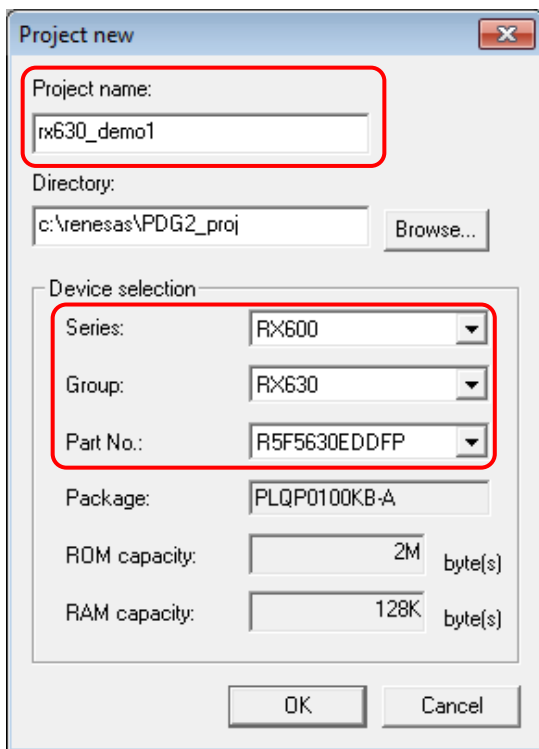 Project new
Project name:
rx630_demo1
Directory:
c:\renesas\PDG2_proj
Browse...
Device selection
Series: RX600
Group: RX630
Part No.: R5F5630EDDFP
Package: PLQP0100KB-A
ROM capacity: 2M byte(s)
RAM capacity: 128K byte(s)
OK Cancel